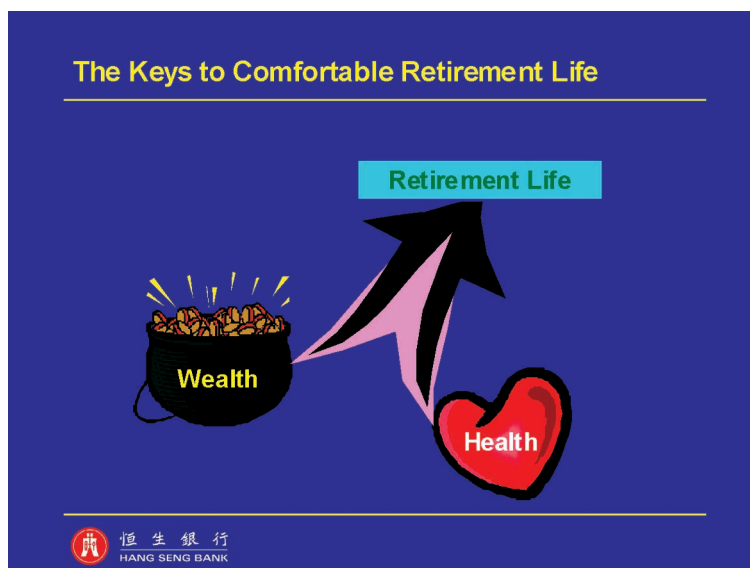 The Keys to Comfortable Retirement Life
Retirement Life
Wealth
Health
恒生銀行
HANG SENG BANK